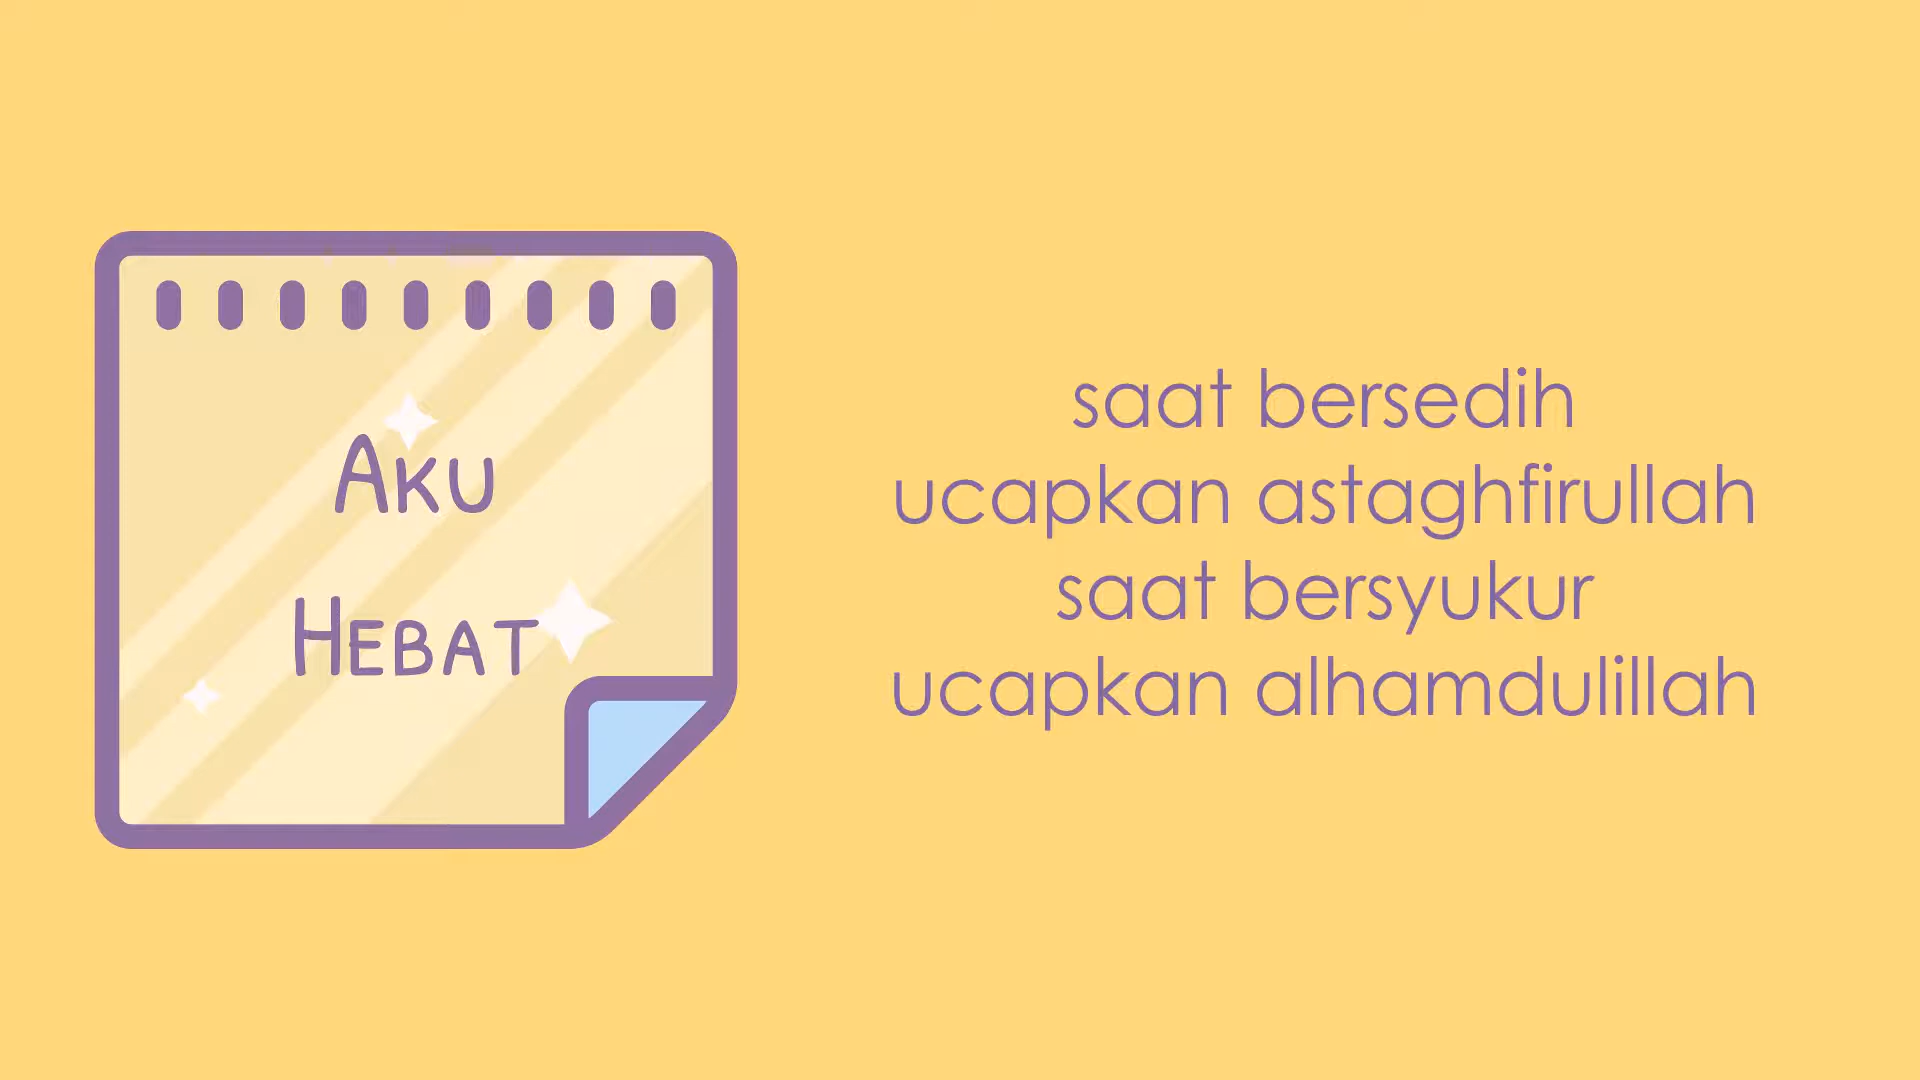 AKU
HEBAT
saat bersedih
ucapkan astaghfirullah
saat bersyukur
ucapkan alhamdulillah